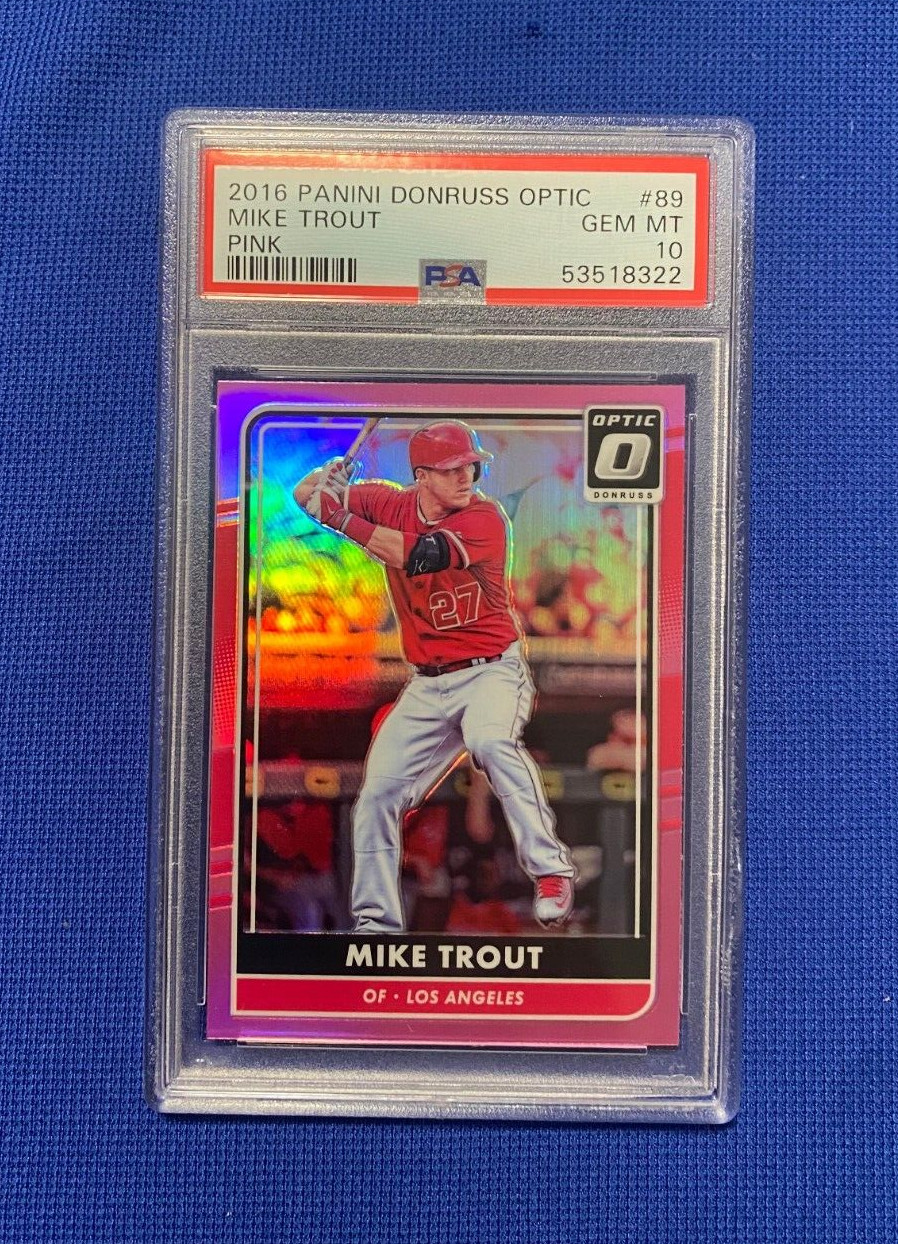 2016 PANINI DONRUSS OPTIC #89
MIKE TROUT GEM MT
PINK 10
PSA 53518322
OPTIC
O
DONRUSS
27
MIKE TROUT
OF · LOS ANGELES